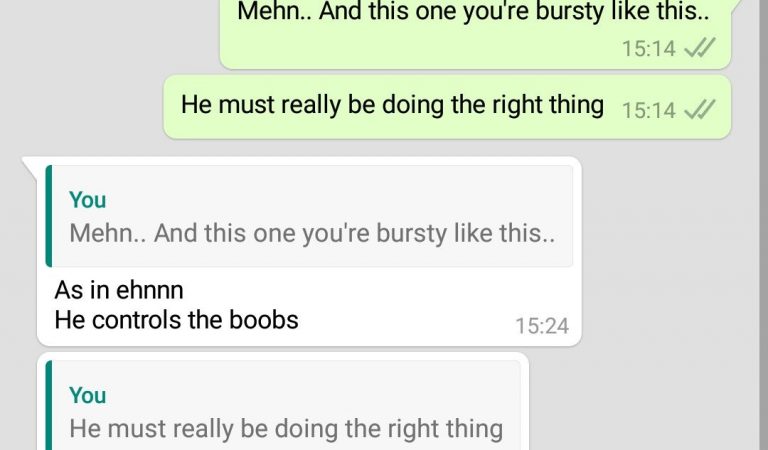 Mehn.. And this one you're bursty like this..
15:14
He must really be doing the right thing 15:14
You
Mehn.. And this one you're bursty like this..
As in ehnnn
He controls the boobs
15:24
You
He must really be doing the right thing